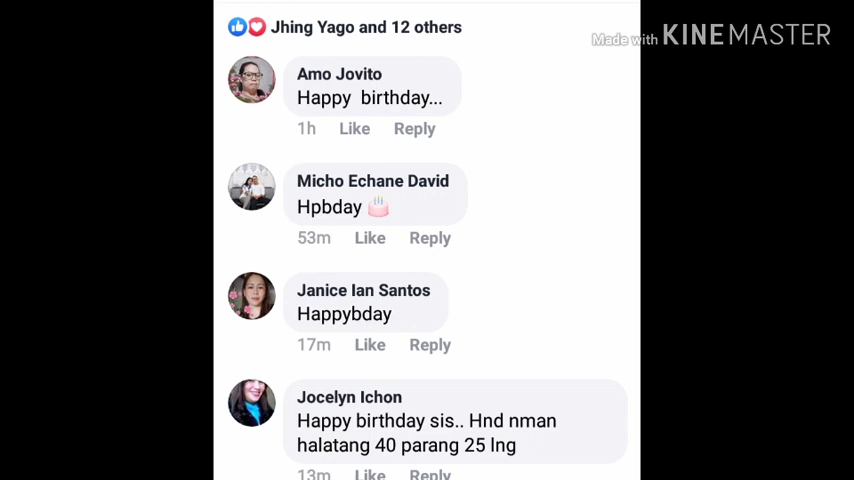 Jhing Yago and 12 others
Made with KINEMASTER
Amo Jovito
Happy birthday...
1h Like Reply
Micho Echane David
Hpbday
53m Like Reply
Janice Ian Santos
Happybday
17m Like Reply
Jocelyn Ichon
Happy birthday sis.. Hnd nman
halatang 40 parang 25 lng
13m Like Reply